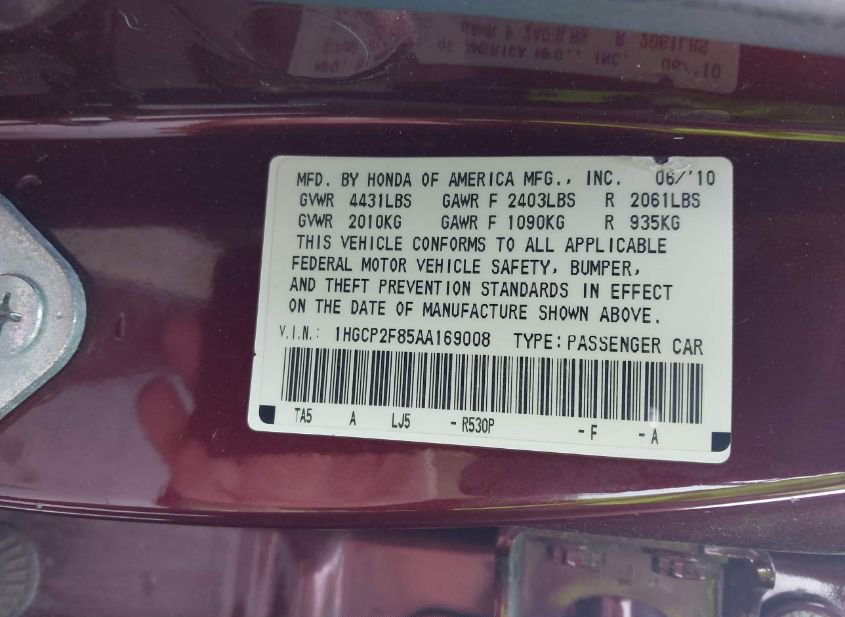 MFD. BY HONDA OF AMERICA MFG., INC. 06/'10
GVWR 4431LBS GAWR F 2403LBS R 2061LBS
GVWR 2010KG GAWR F 1090KG R 935KG
THIS VEHICLE CONFORMS TO ALL APPLICABLE
FEDERAL MOTOR VEHICLE SAFETY, BUMPER,
AND THEFT PREVENTION STANDARDS IN EFFECT
ON THE DATE OF MANUFACTURE SHOWN ABOVE.
V.I.N.: 1HGCP2F85AA169008 TYPE: PASSENGER CAR
TA5 A LJ5 - R530P - F - A